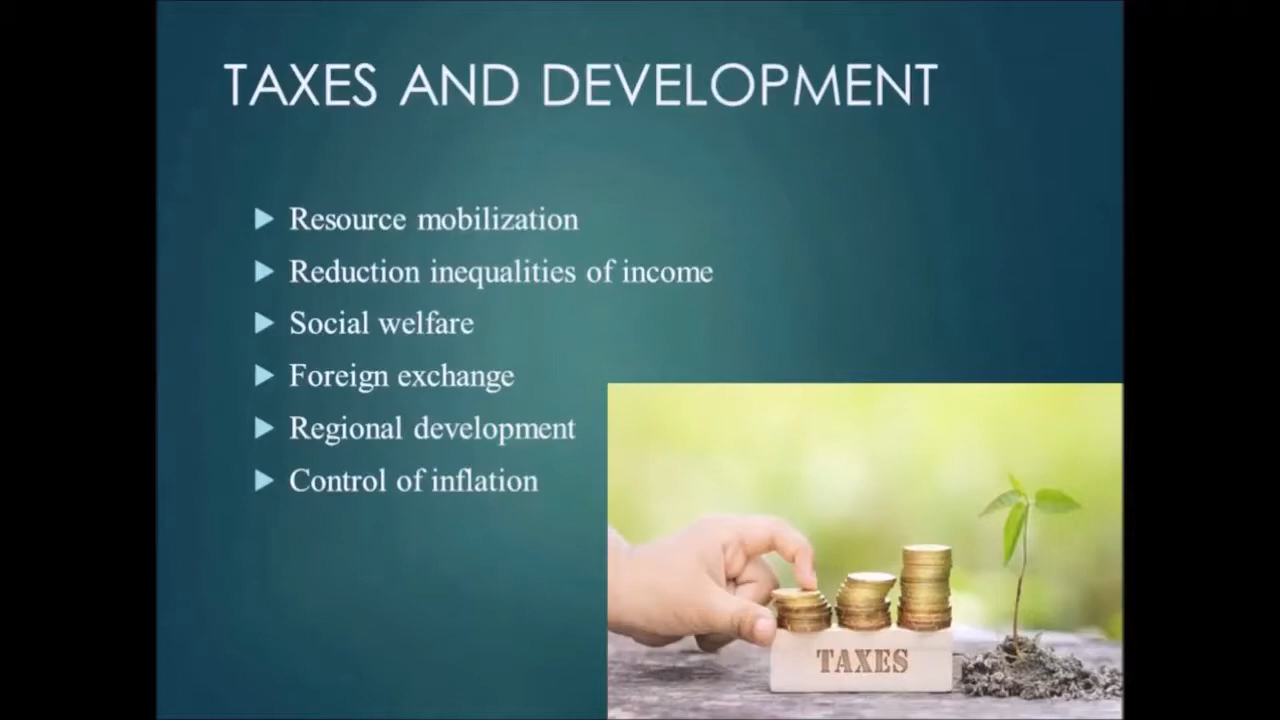 TAXES AND DEVELOPMENT
Resource mobilization
Reduction inequalities of income
Social welfare
Foreign exchange
Regional development
Control of inflation
TAXES